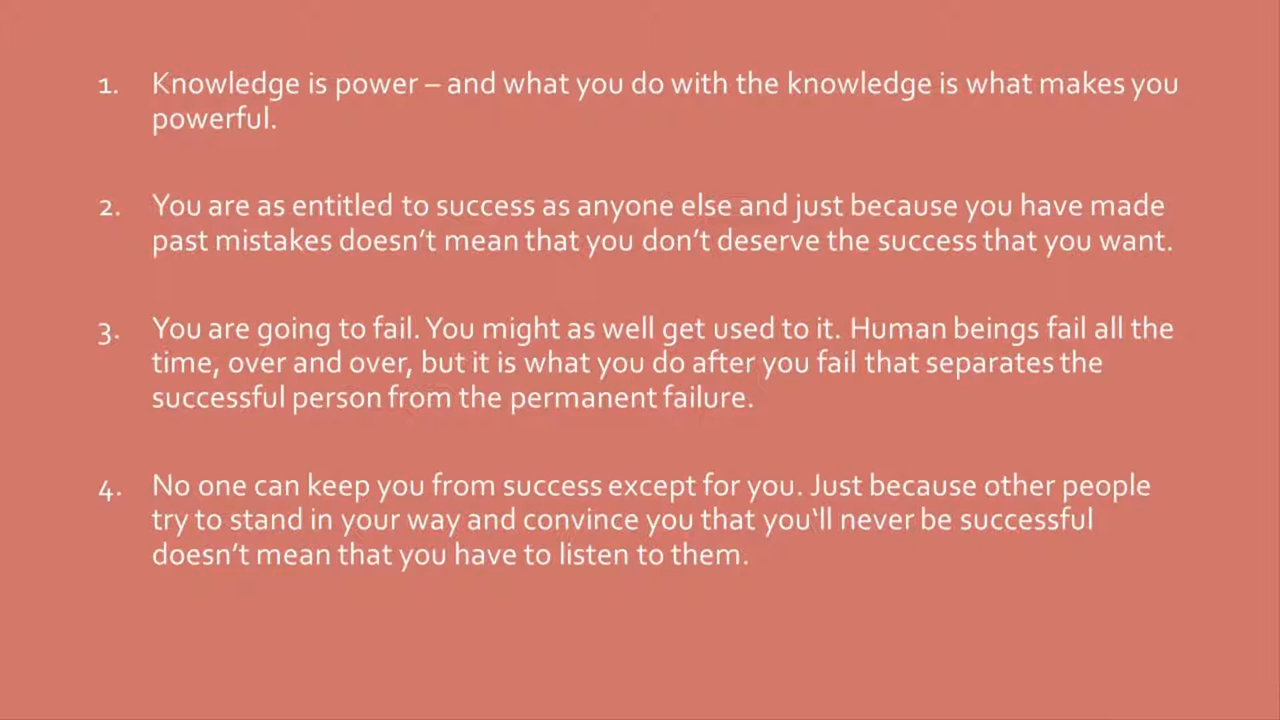 1. Knowledge is power – and what you do with the knowledge is what makes you
powerful.
2. You are as entitled to success as anyone else and just because you have made
past mistakes doesn’t mean that you don’t deserve the success that you want.
3. You are going to fail. You might as well get used to it. Human beings fail all the
time, over and over, but it is what you do after you fail that separates the
successful person from the permanent failure.
4. No one can keep you from success except for you. Just because other people
try to stand in your way and convince you that you‘ll never be successful
doesn’t mean that you have to listen to them.